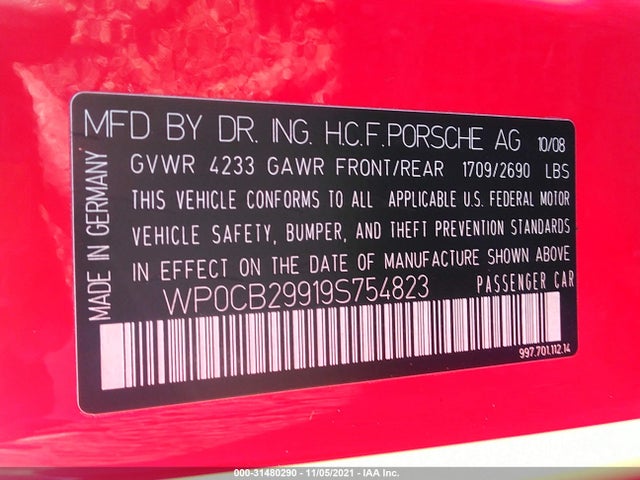 MFD BY DR. ING. H.C.F. PORSCHE AG 10/08
GVWR 4233 GAWR FRONT/REAR 1709/2690 LBS
THIS VEHICLE CONFORMS TO ALL APPLICABLE U.S. FEDERAL MOTOR
VEHICLE SAFETY, BUMPER, AND THEFT PREVENTION STANDARDS
IN EFFECT ON THE DATE OF MANUFACTURE SHOWN ABOVE
WP0CB29919S754823 PASSENGER CAR
MADE IN GERMANY
997.701.112.14
000-31480290 - 11/05/2021 - IAA Inc.